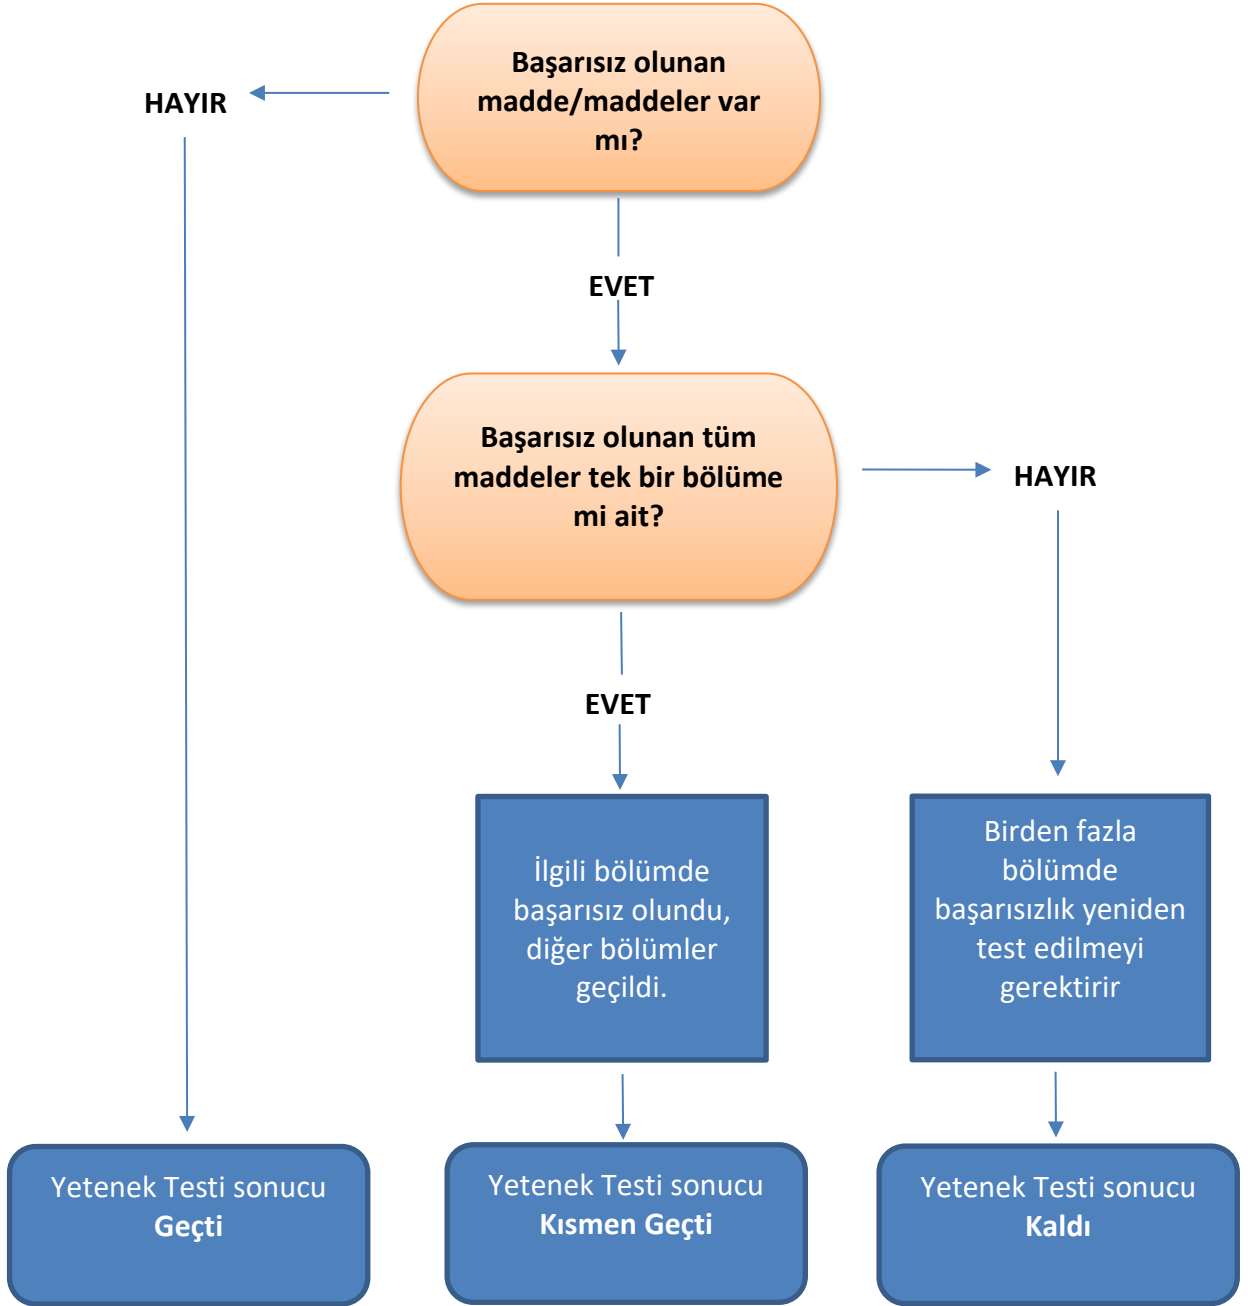 Başarısız olunan
madde/maddeler var
mı?
HAYIR
EVET
Başarısız olunan tüm
maddeler tek bir bölüme
mi ait?
HAYIR
EVET
İlgili bölümde
başarısız olundu,
diğer bölümler
geçildi.
Birden fazla
bölümde
başarısızlık yeniden
test edilmeyi
gerektirir
Yetenek Testi sonucu
Geçti
Yetenek Testi sonucu
Kısmen Geçti
Yetenek Testi sonucu
Kaldı